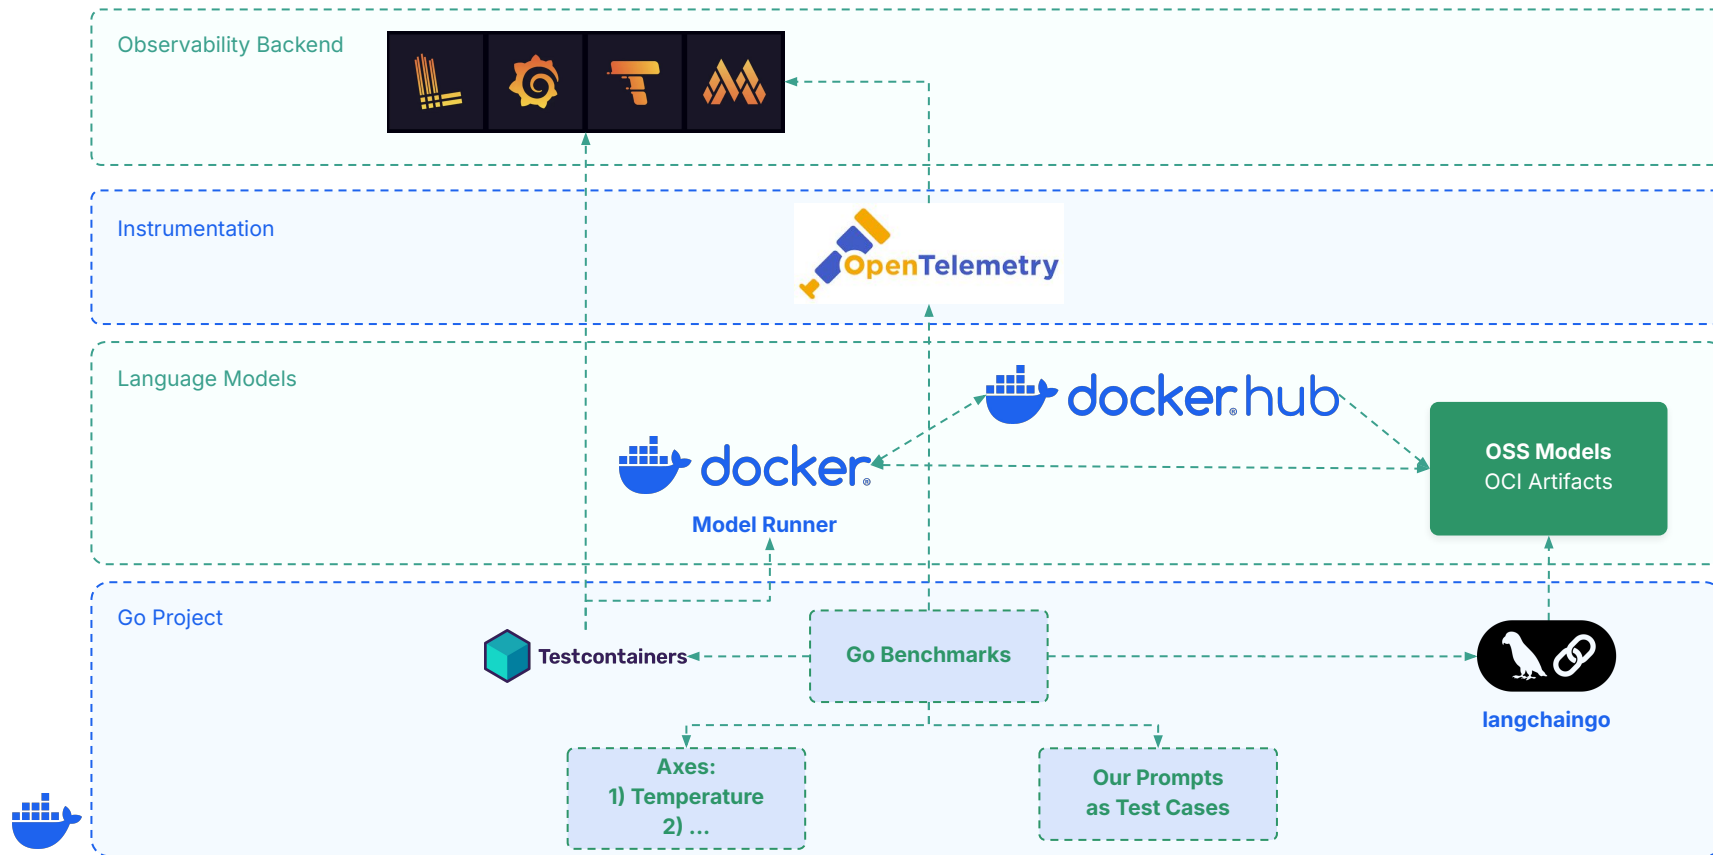 Observability Backend
Instrumentation
OpenTelemetry
Language Models
docker® hub
docker®
Model Runner
OSS Models
OCI Artifacts
Go Project
Testcontainers
Go Benchmarks
langchaingo
Axes:
1) Temperature
2) ...
Our Prompts
as Test Cases